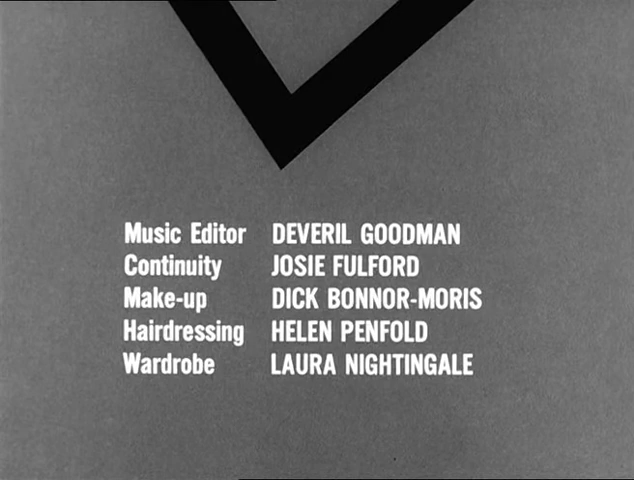 Music Editor DEVERIL GOODMAN
Continuity JOSIE FULFORD
Make-up DICK BONNOR-MORIS
Hairdressing HELEN PENFOLD
Wardrobe LAURA NIGHTINGALE